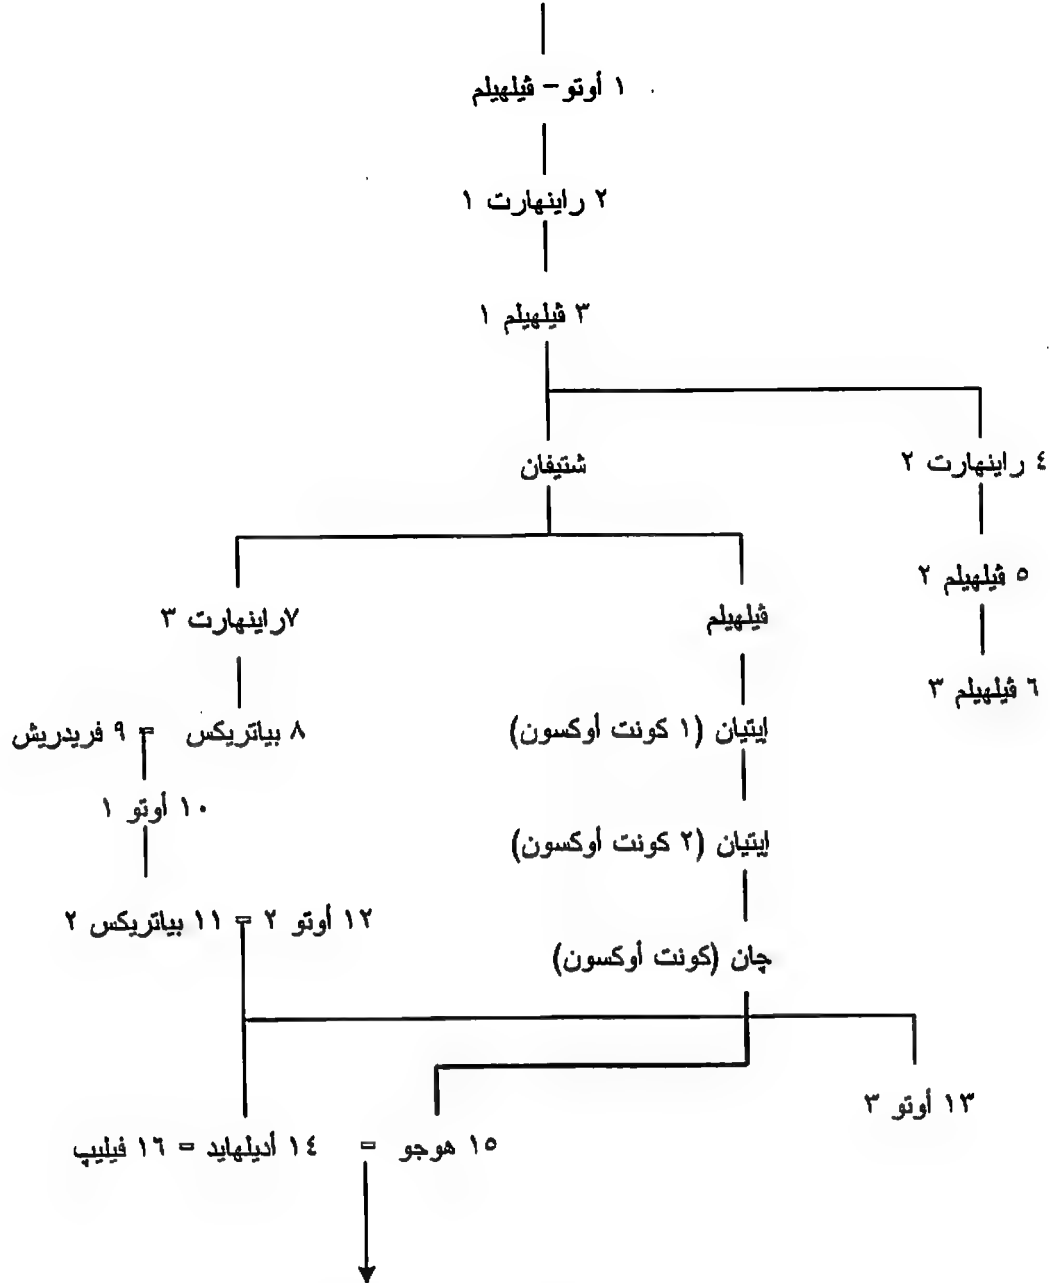 ١ أوتو – ڤيلهيلم
٢ راينهارت ١
٣ ڤيلهيلم ١
٤ راينهارت ٢
شتيفان
٥ ڤيلهيلم ٢
ڤيلهيلم
٧راينهارت ٣
٦ ڤيلهيلم ٣
إيتيان (١ كونت أوكسون)
٨ بياتريكس = ٩ فريدريش
١٠ أوتو ١
إيتيان (٢ كونت أوكسون)
١٢ أوتو ٢ = ١١ بياتريكس ٢
چان (كونت أوكسون)
١٣ أوتو ٣
١٥ هوجو = ١٤ أديلهايد = ١٦ فيليپ